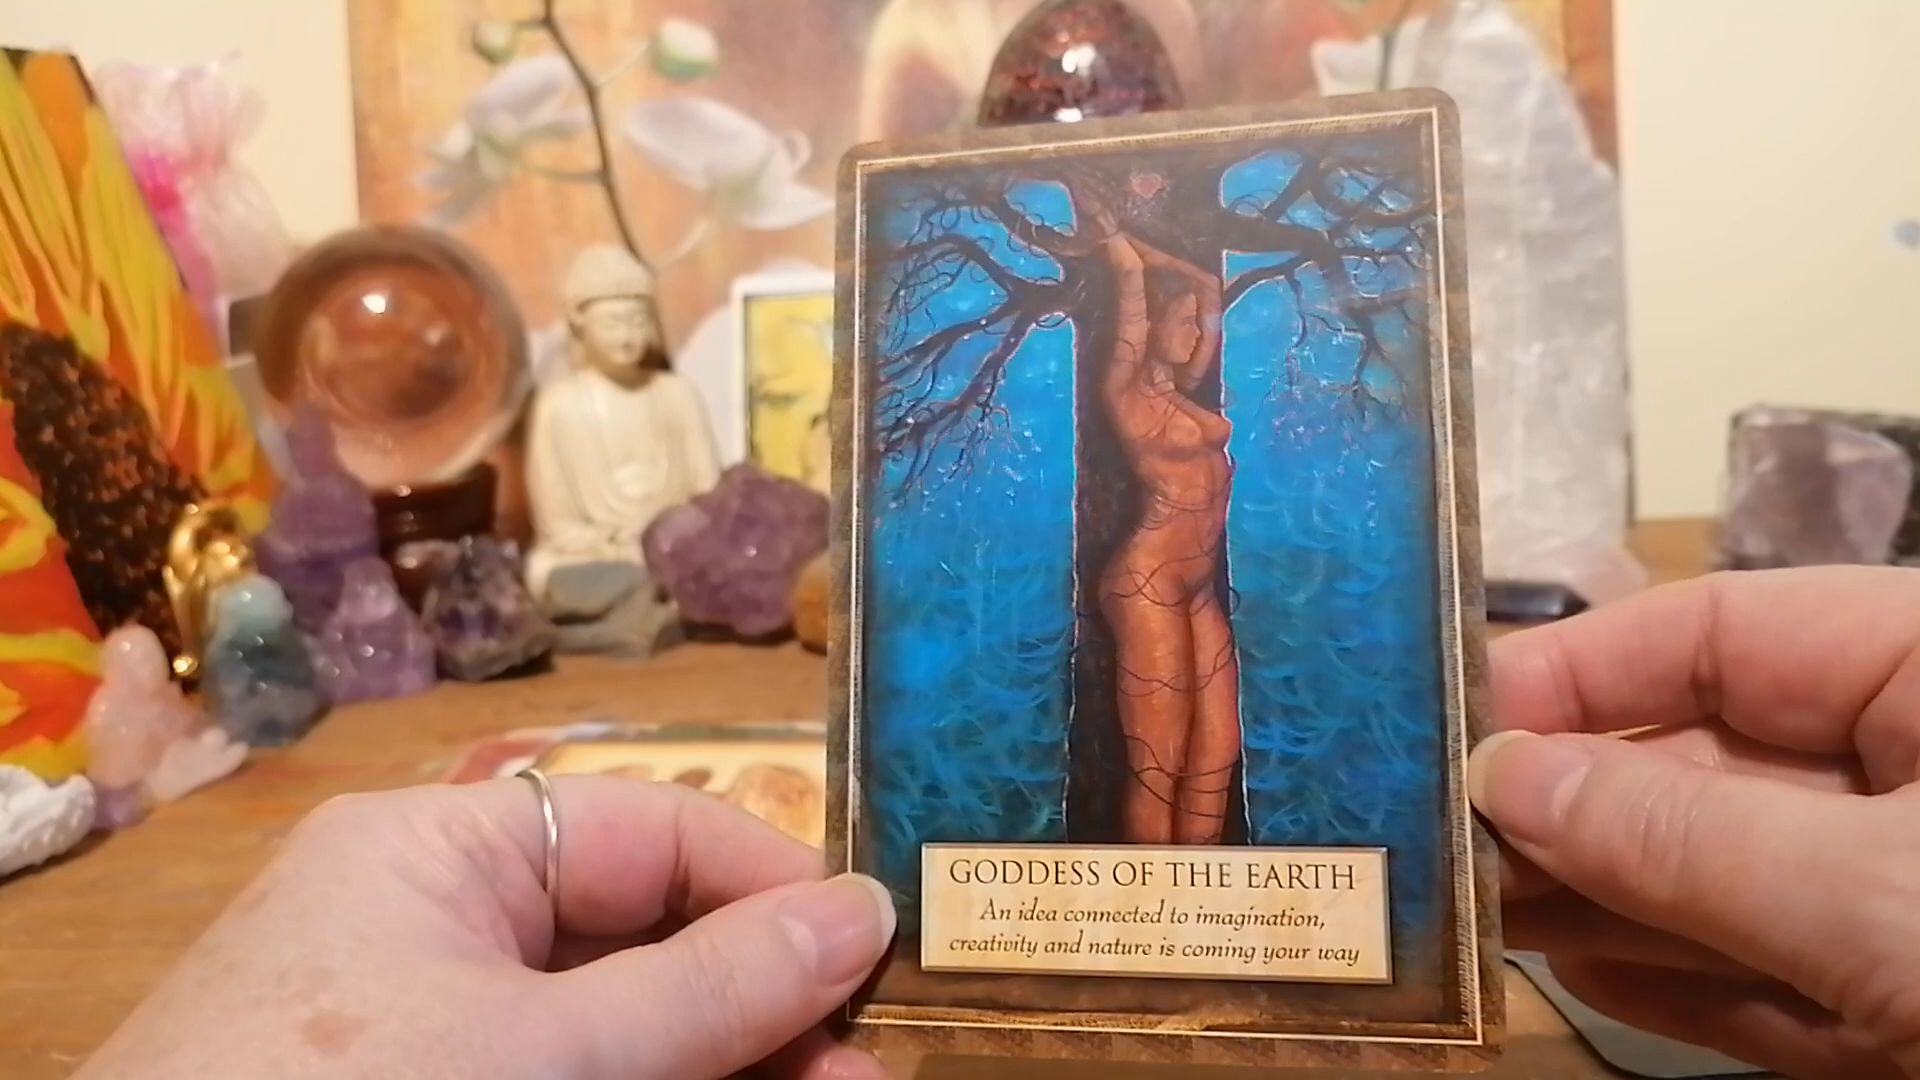 GODDESS OF THE EARTH
An idea connected to imagination,
creativity and nature is coming your way